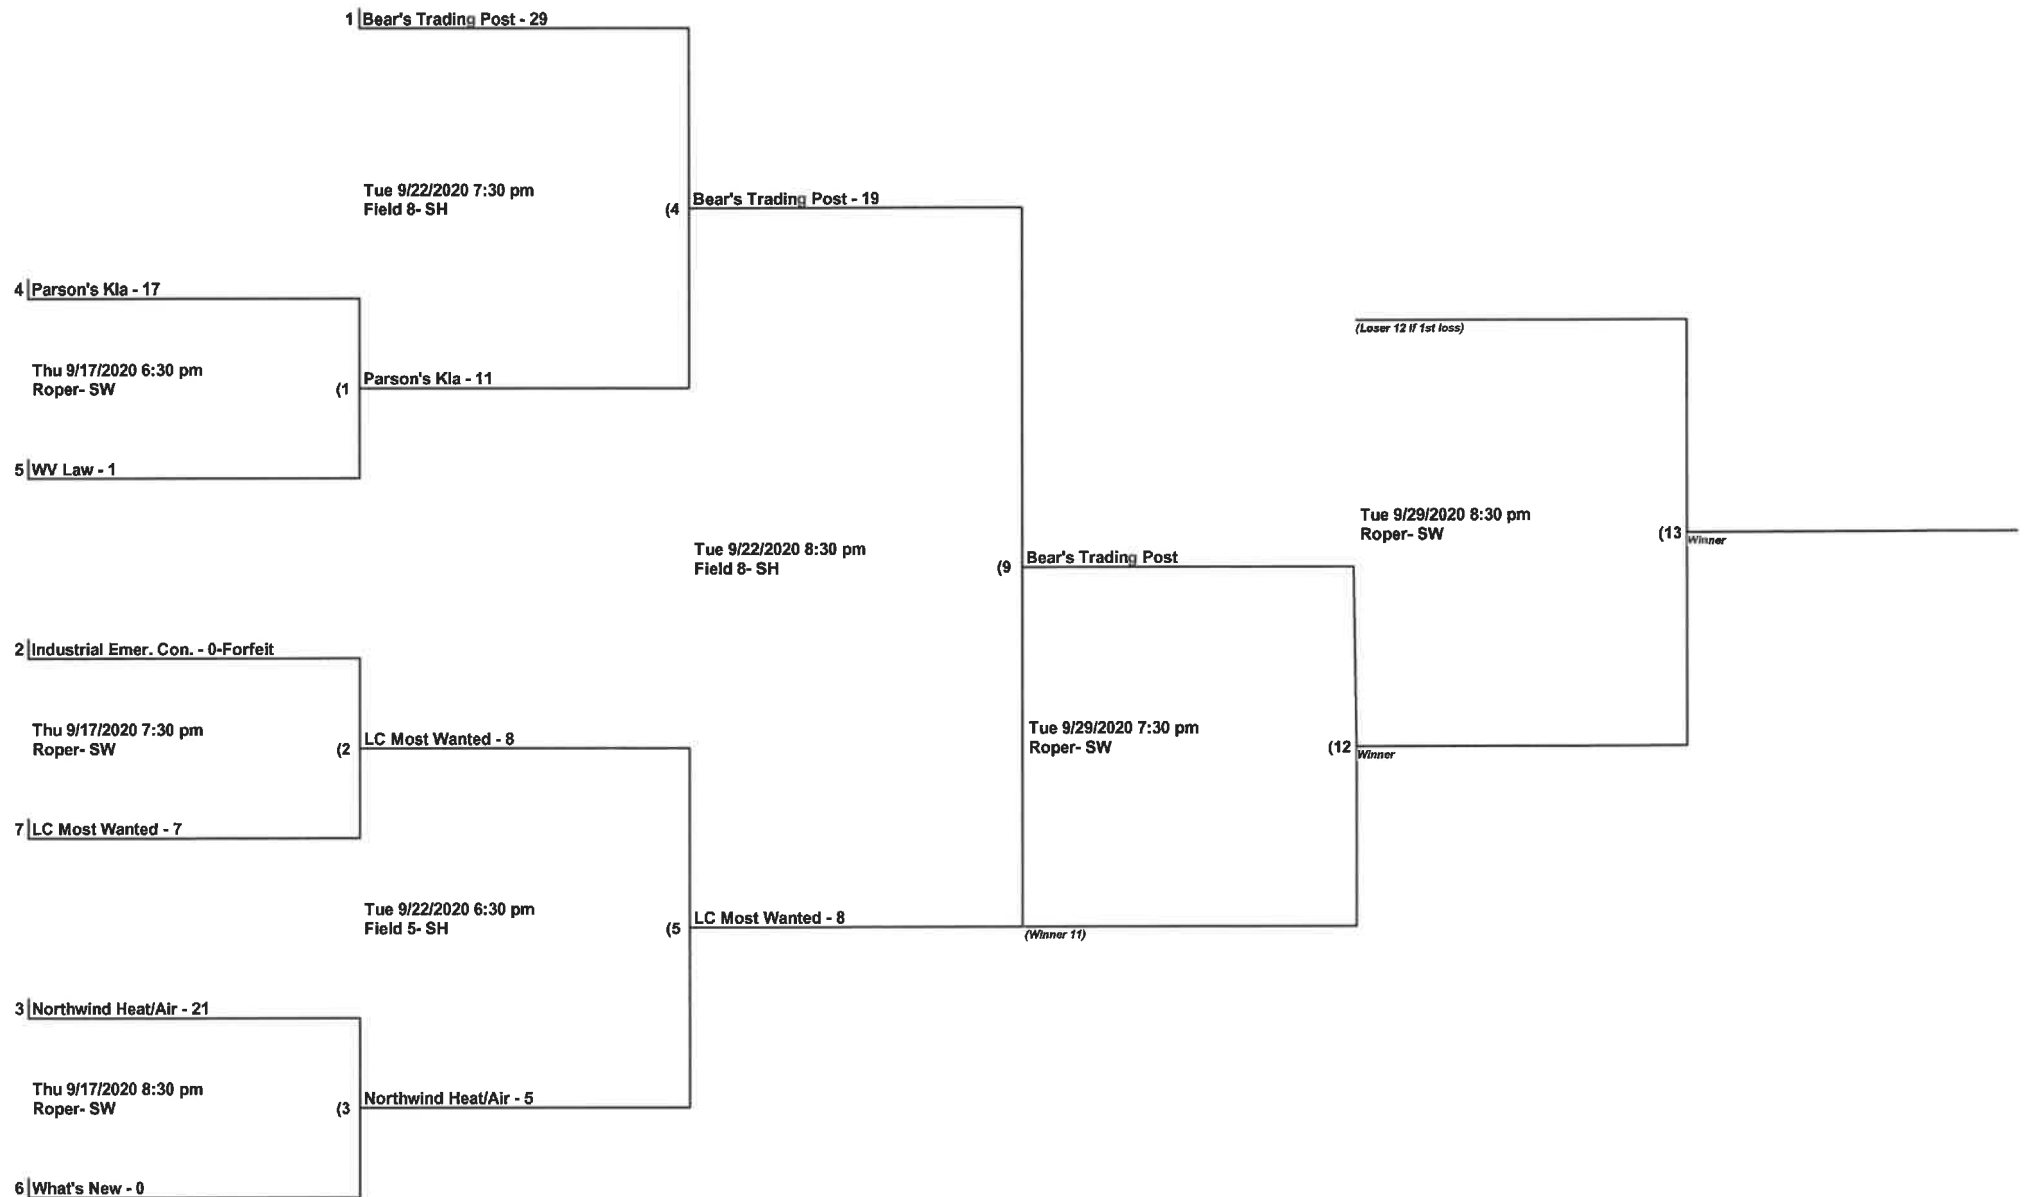 1 Bear's Trading Post - 29
Tue 9/22/2020 7:30 pm
Field 8- SH
(4
Bear's Trading Post - 19
4 Parson's Kla - 17
Thu 9/17/2020 6:30 pm
Roper- SW
(1
Parson's Kla - 11
5 WV Law - 1
(Loser 12 if 1st loss)
Tue 9/29/2020 8:30 pm
Roper- SW
(13
Winner
Tue 9/22/2020 8:30 pm
Field 8- SH
(9
Bear's Trading Post
2 Industrial Emer. Con. - 0-Forfeit
Thu 9/17/2020 7:30 pm
Roper- SW
(2
LC Most Wanted - 8
7 LC Most Wanted - 7
Tue 9/29/2020 7:30 pm
Roper- SW
(12
Winner
Tue 9/22/2020 6:30 pm
Field 5- SH
(5
LC Most Wanted - 8
(Winner 11)
3 Northwind Heat/Air - 21
Thu 9/17/2020 8:30 pm
Roper- SW
(3
Northwind Heat/Air - 5
6 What's New - 0